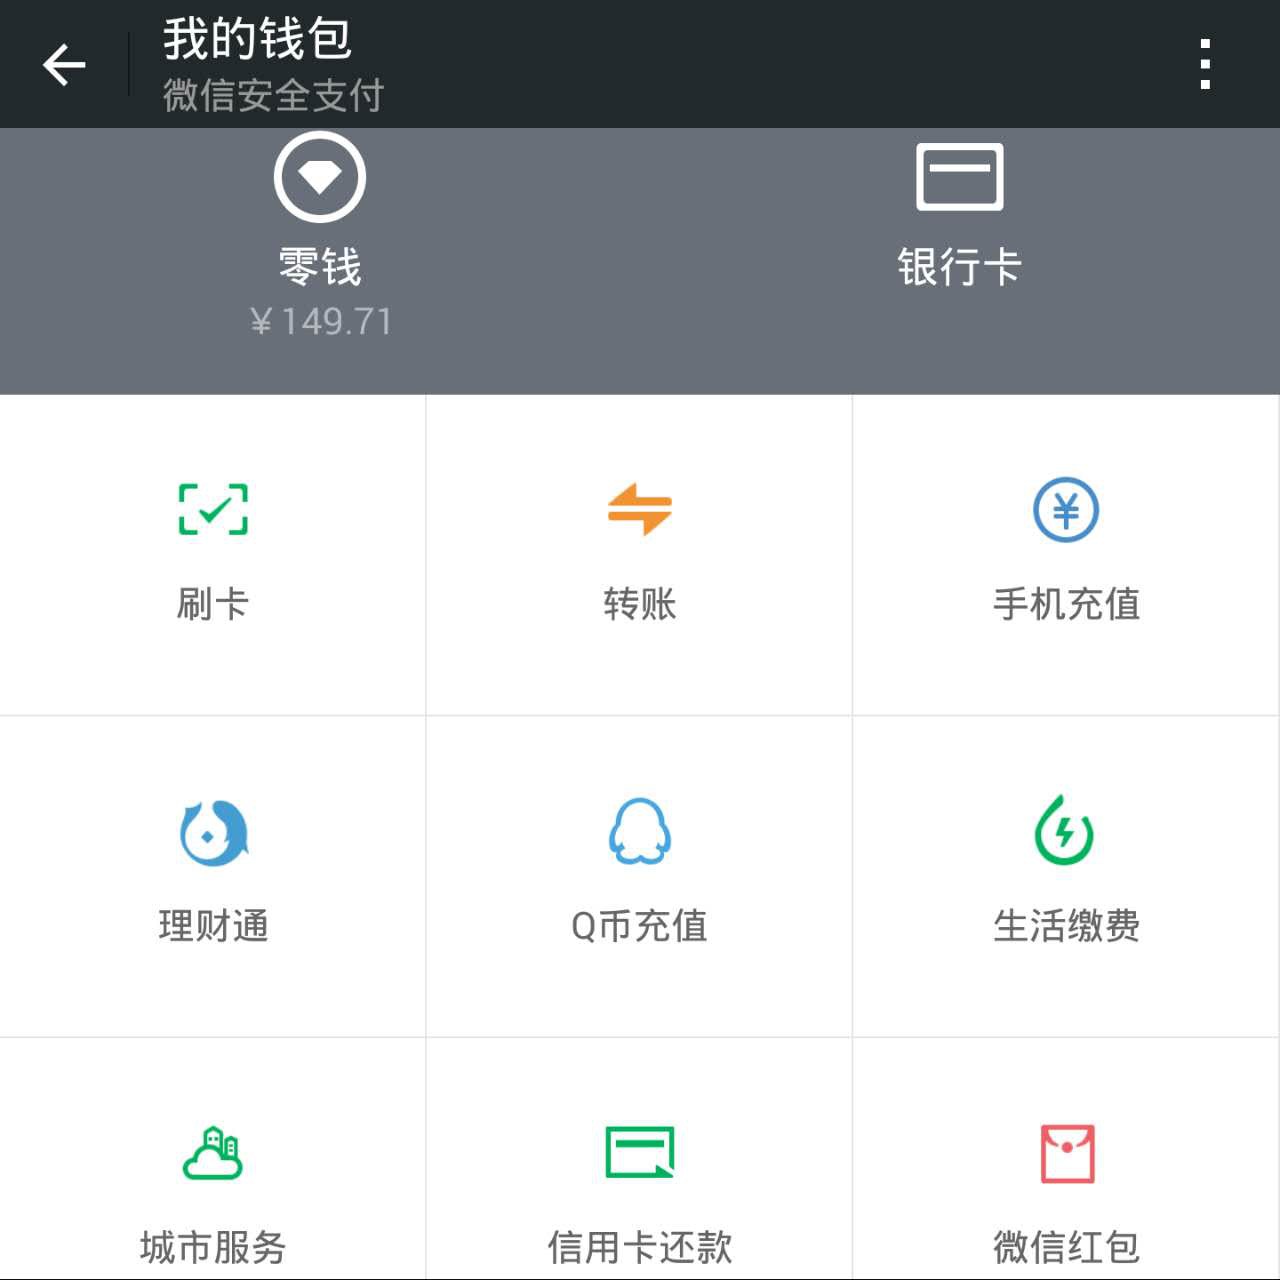 我的钱包
微信安全支付
零钱
银行卡
￥149.71
刷卡
转账
手机充值
理财通
Q币充值
生活缴费
城市服务
信用卡还款
微信红包